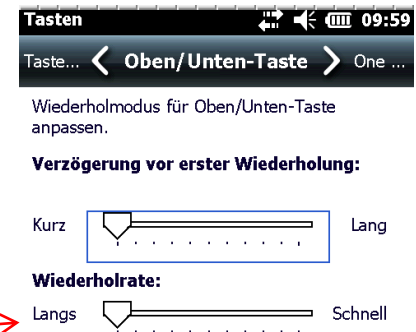 Tasten 09:59
Taste... Oben/Unten-Taste One ...
Wiederholmodus für Oben/Unten-Taste
anpassen.
Verzögerung vor erster Wiederholung:
Kurz Lang
Wiederholrate:
Langs Schnell